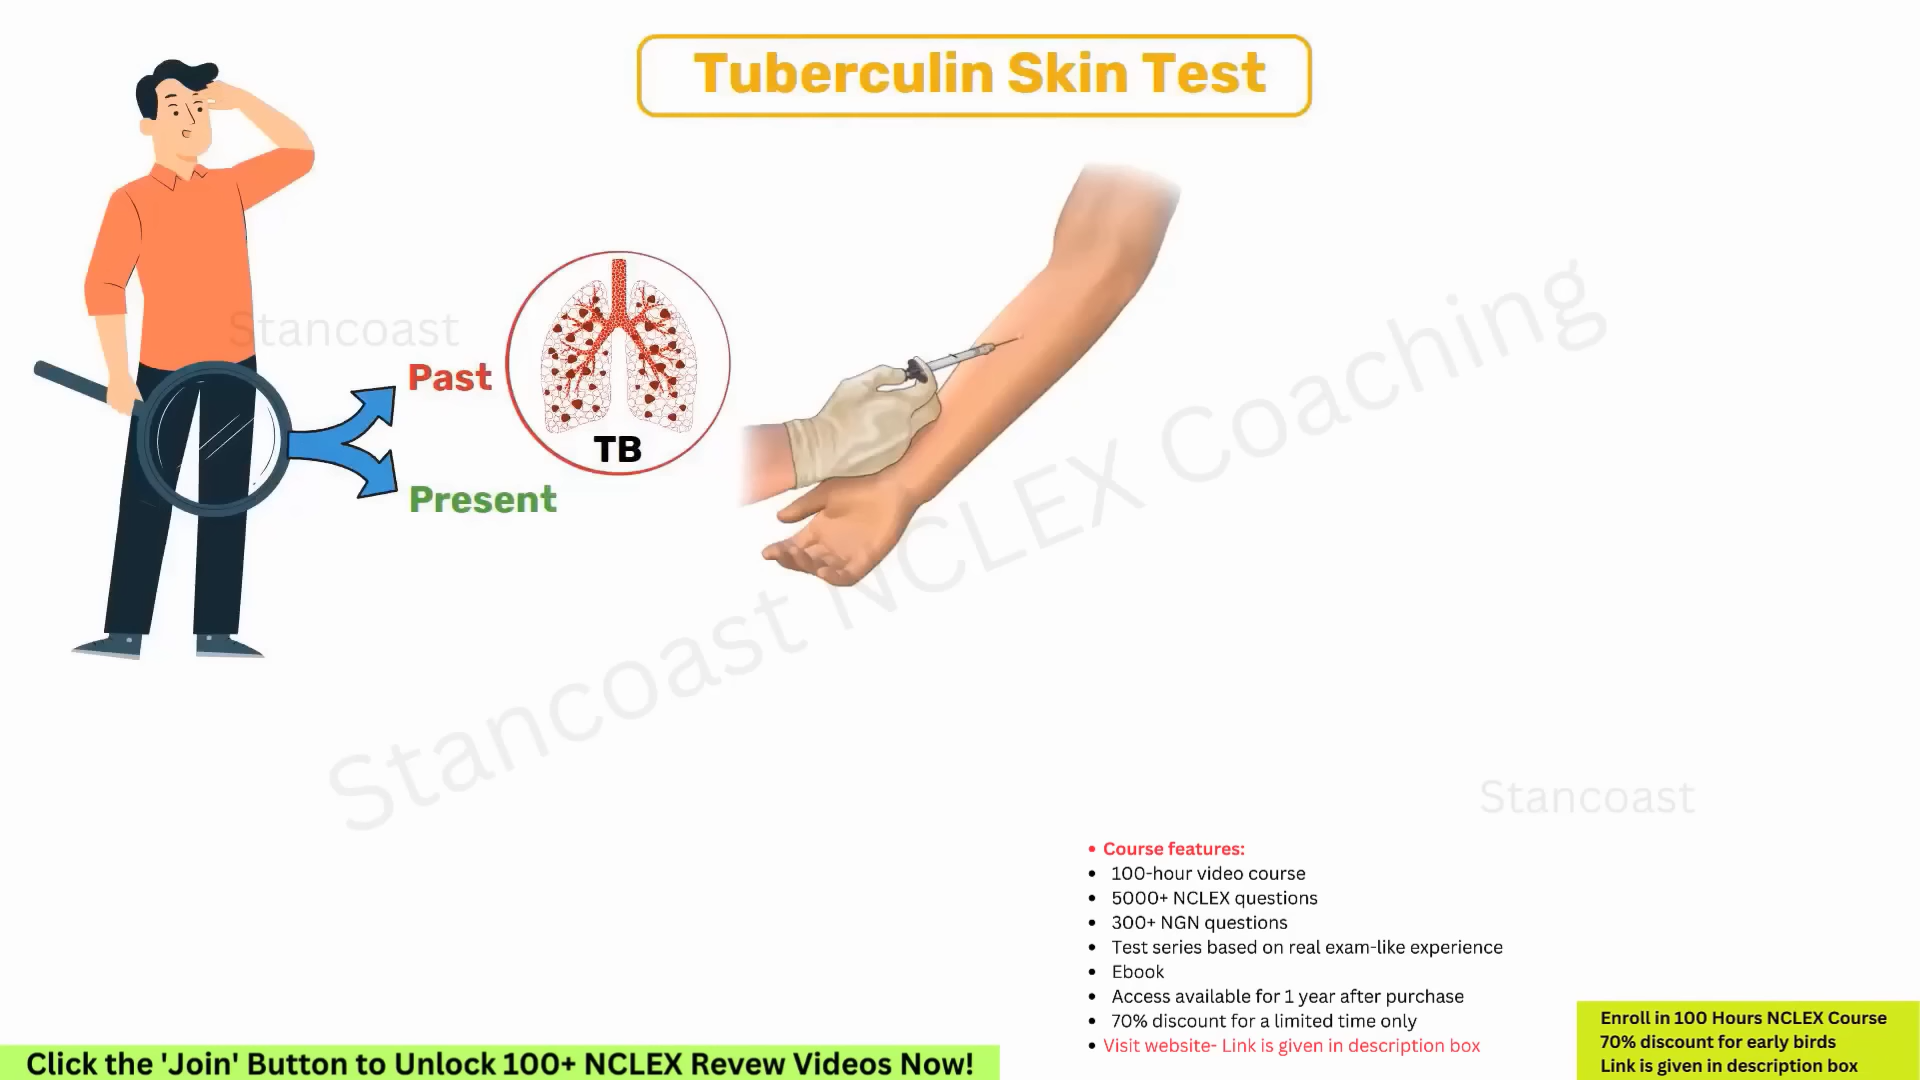 Tuberculin Skin Test
Stancoast
Past
TB
Present
Stancoast NCLEX Coaching
Stancoast
• Course features:
• 100-hour video course
• 5000+ NCLEX questions
• 300+ NGN questions
• Test series based on real exam-like experience
• Ebook
• Access available for 1 year after purchase
• 70% discount for a limited time only
• Visit website- Link is given in description box
Click the 'Join' Button to Unlock 100+ NCLEX Revew Videos Now!
Enroll in 100 Hours NCLEX Course
70% discount for early birds
Link is given in description box